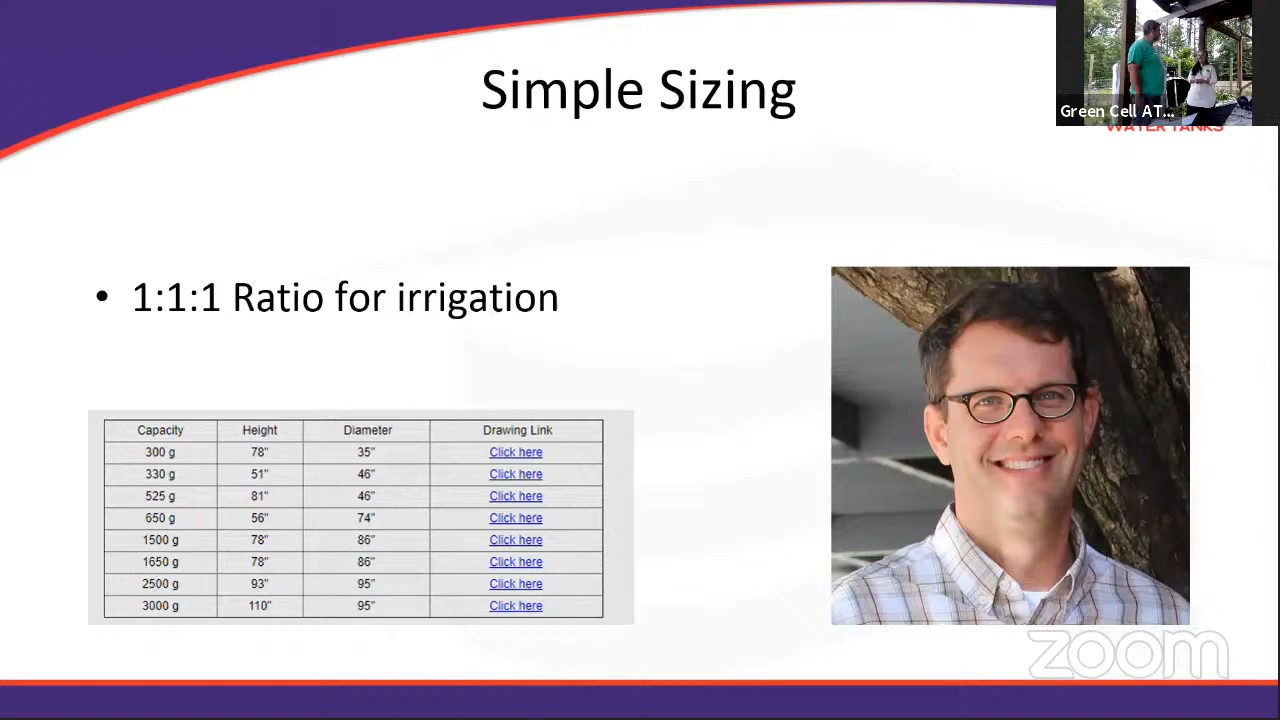 Simple Sizing
Green Cell AT...
WATER TANKS
• 1:1:1 Ratio for irrigation
Capacity Height Diameter Drawing Link
300 g 78" 35" Click here
330 g 51" 46" Click here
525 g 81" 46" Click here
650 g 56" 74" Click here
1500 g 78" 86" Click here
1650 g 78" 86" Click here
2500 g 93" 95" Click here
3000 g 110" 95" Click here
zoom